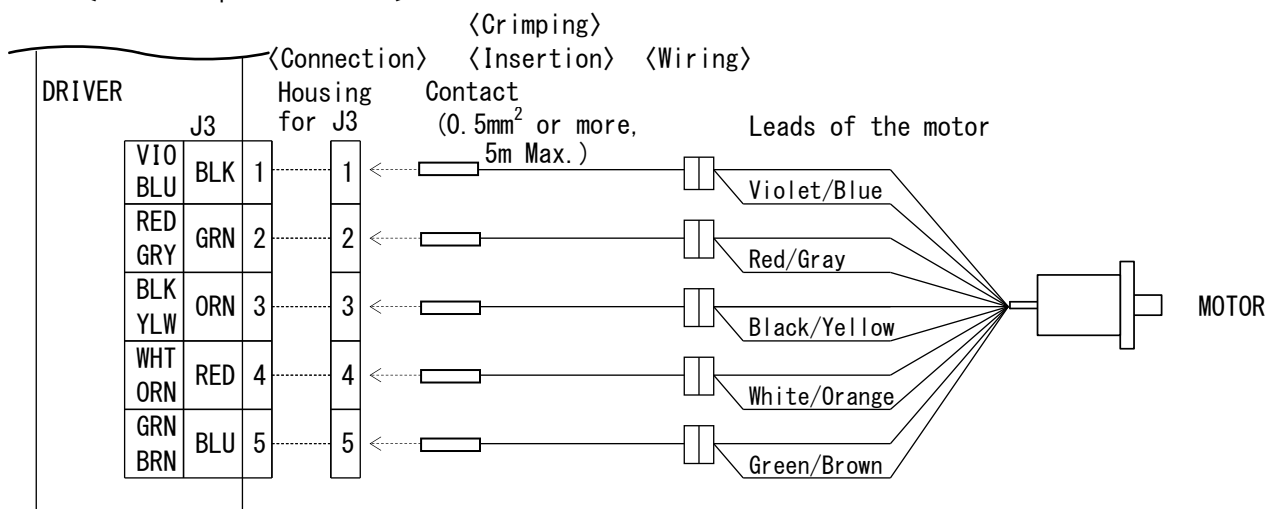 〈Crimping〉
〈Connection〉 〈Insertion〉 〈Wiring〉
DRIVER Housing Contact
J3 for J3 (0.5mm² or more, Leads of the motor
5m Max.)
VIO
BLU BLK 1 1 Violet/Blue
RED
GRY GRN 2 2 Red/Gray
BLK
YLW ORN 3 3 Black/Yellow MOTOR
WHT
ORN RED 4 4 White/Orange
GRN
BRN BLU 5 5 Green/Brown